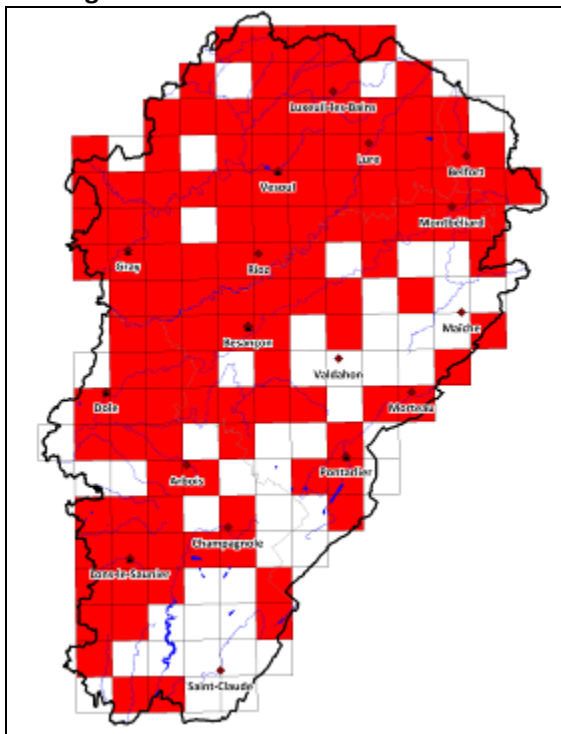 Luxeuil-les-Bains
Lure
Belfort
Vesoul
Montbéliard
Gray
Rioz
Maîche
Besançon
Valdahon
Dole
Morteau
Arbois
Pontarlier
Champagnole
Lons-le-Saunier
Saint-Claude